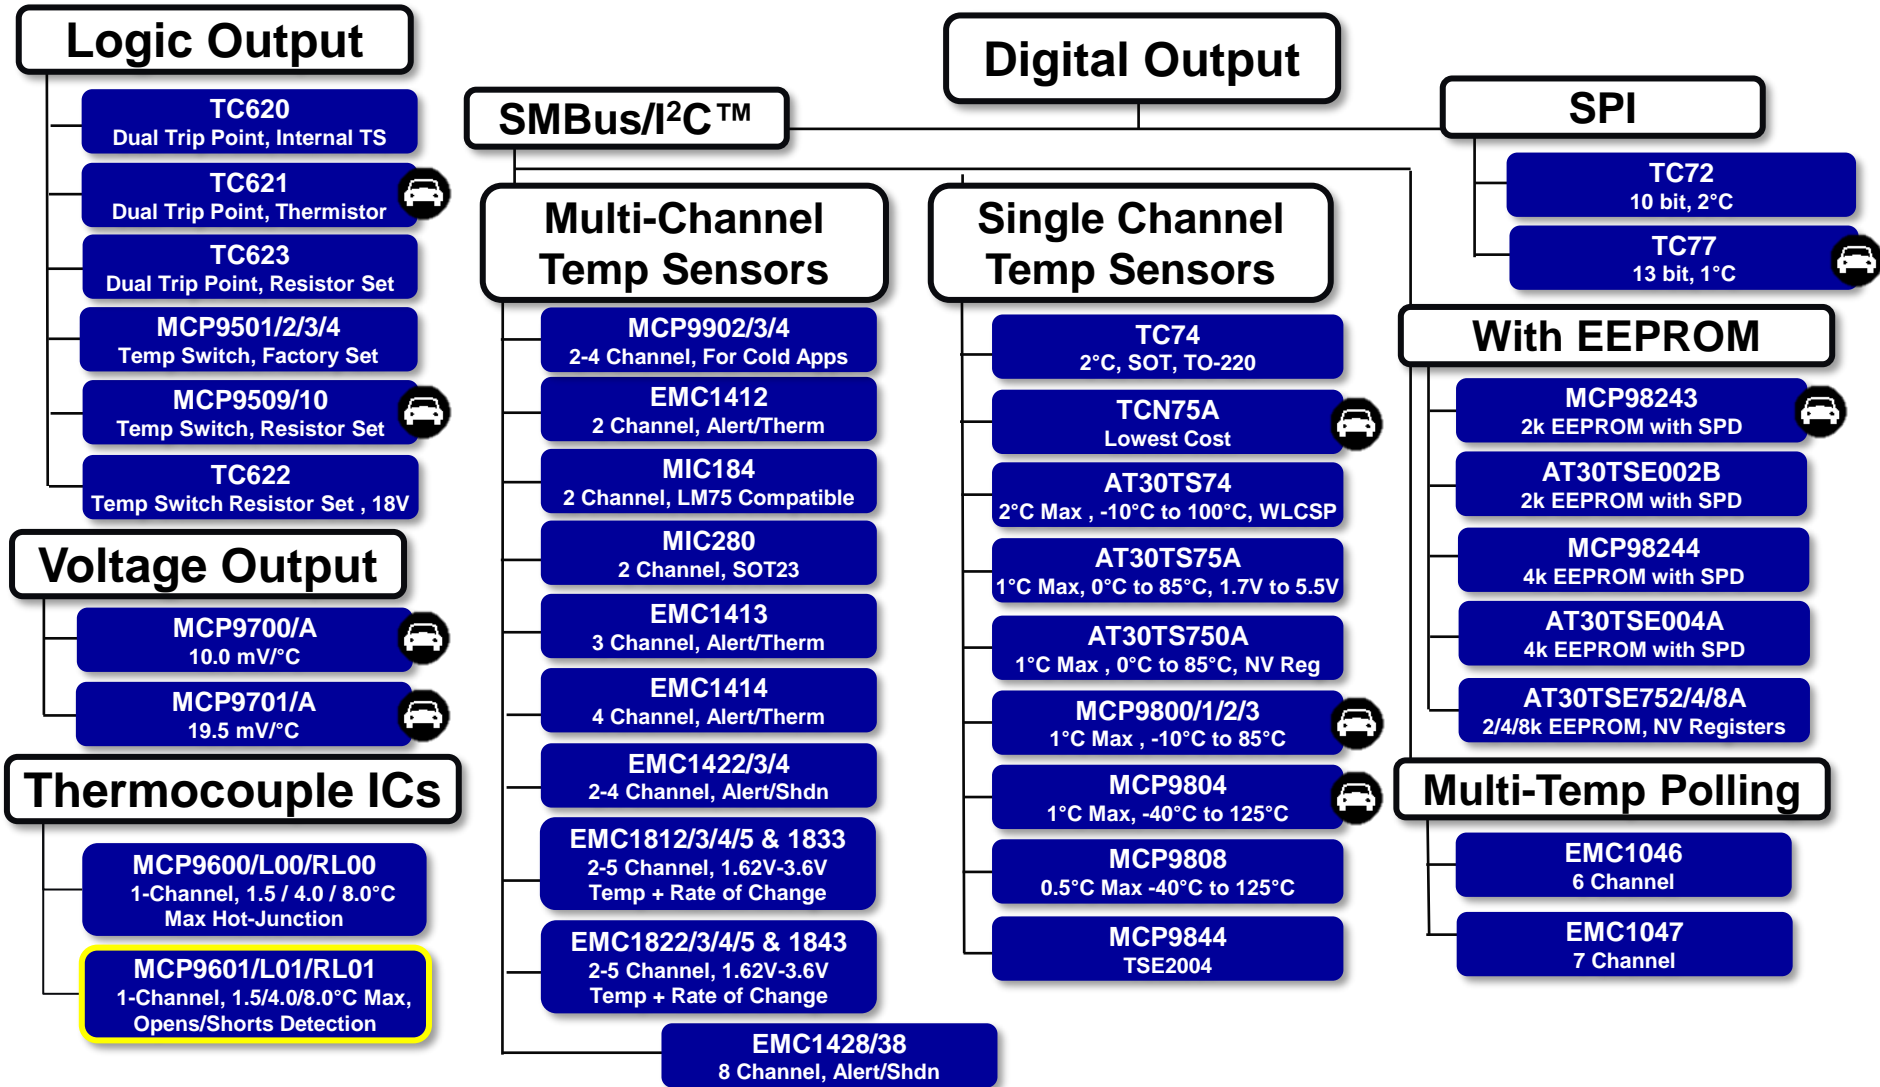 Logic Output
TC620
Dual Trip Point, Internal TS
TC621
Dual Trip Point, Thermistor
TC623
Dual Trip Point, Resistor Set
MCP9501/2/3/4
Temp Switch, Factory Set
MCP9509/10
Temp Switch, Resistor Set
TC622
Temp Switch Resistor Set , 18V
Voltage Output
MCP9700/A
10.0 mV/°C
MCP9701/A
19.5 mV/°C
Thermocouple ICs
MCP9600/L00/RL00
1-Channel, 1.5 / 4.0 / 8.0°C
Max Hot-Junction
MCP9601/L01/RL01
1-Channel, 1.5/4.0/8.0°C Max,
Opens/Shorts Detection
Digital Output
SMBus/I²C™
Multi-Channel
Temp Sensors
MCP9902/3/4
2-4 Channel, For Cold Apps
EMC1412
2 Channel, Alert/Therm
MIC184
2 Channel, LM75 Compatible
MIC280
2 Channel, SOT23
EMC1413
3 Channel, Alert/Therm
EMC1414
4 Channel, Alert/Therm
EMC1422/3/4
2-4 Channel, Alert/Shdn
EMC1812/3/4/5 & 1833
2-5 Channel, 1.62V-3.6V
Temp + Rate of Change
EMC1822/3/4/5 & 1843
2-5 Channel, 1.62V-3.6V
Temp + Rate of Change
EMC1428/38
8 Channel, Alert/Shdn
Single Channel
Temp Sensors
TC74
2°C, SOT, TO-220
TCN75A
Lowest Cost
AT30TS74
2°C Max , -10°C to 100°C, WLCSP
AT30TS75A
1°C Max, 0°C to 85°C, 1.7V to 5.5V
AT30TS750A
1°C Max , 0°C to 85°C, NV Reg
MCP9800/1/2/3
1°C Max , -10°C to 85°C
MCP9804
1°C Max, -40°C to 125°C
MCP9808
0.5°C Max -40°C to 125°C
MCP9844
TSE2004
SPI
TC72
10 bit, 2°C
TC77
13 bit, 1°C
With EEPROM
MCP98243
2k EEPROM with SPD
AT30TSE002B
2k EEPROM with SPD
MCP98244
4k EEPROM with SPD
AT30TSE004A
4k EEPROM with SPD
AT30TSE752/4/8A
2/4/8k EEPROM, NV Registers
Multi-Temp Polling
EMC1046
6 Channel
EMC1047
7 Channel